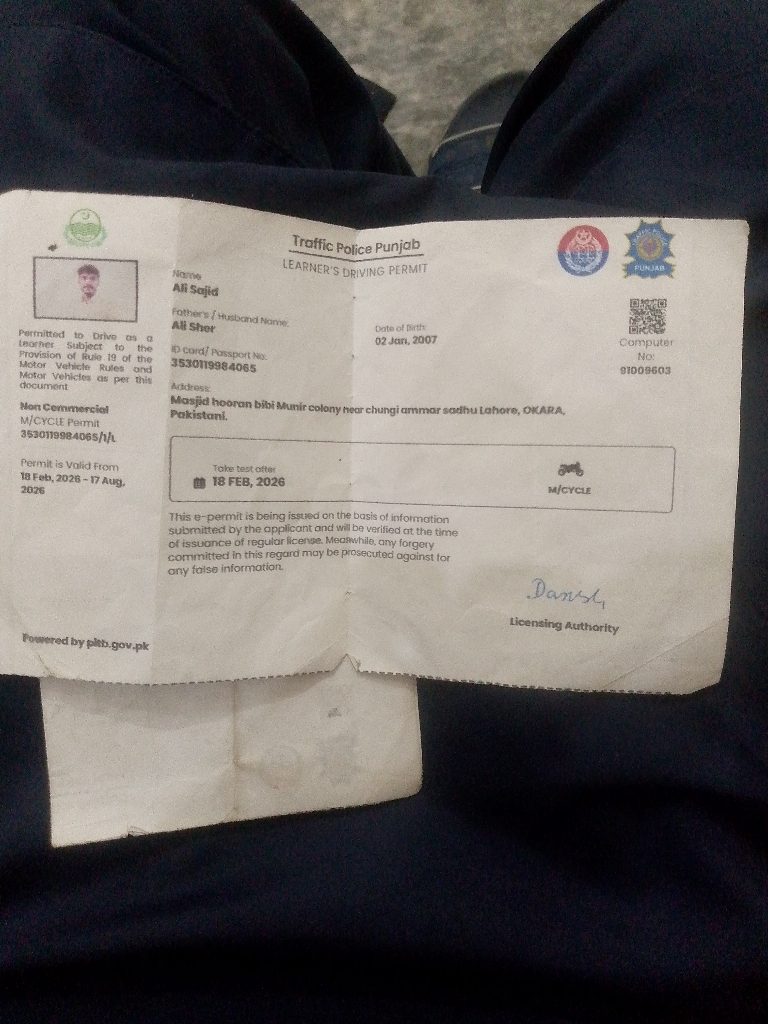 Traffic Police Punjab
LEARNER'S DRIVING PERMIT
TRAFFIC POLICE
PUNJAB
Permitted to Drive as a
Learner Subject to the
Provision of Rule 19 of the
Motor Vehicle Rules and
Motor Vehicles as per this
document
Non Commercial
M/CYCLE Permit
3530119984065/1/L
Permit is Valid From
18 Feb, 2026 - 17 Aug,
2026
Name
Ali Sajid
Father's / Husband Name:
Ali Sher
Date of Birth:
02 Jan, 2007
ID card/ Passport No:
3530119984065
Computer
No:
91009603
Address:
Masjid hooran bibi Munir colony near chungi ammar sadhu Lahore, OKARA,
Pakistani.
Take test after
18 FEB, 2026
M/CYCLE
This e-permit is being issued on the basis of information
submitted by the applicant and will be verified at the time
of issuance of regular license. Mealwhile, any forgery
committed in this regard may be prosecuted against for
any false information.
Danish
Licensing Authority
Powered by pitb.gov.pk